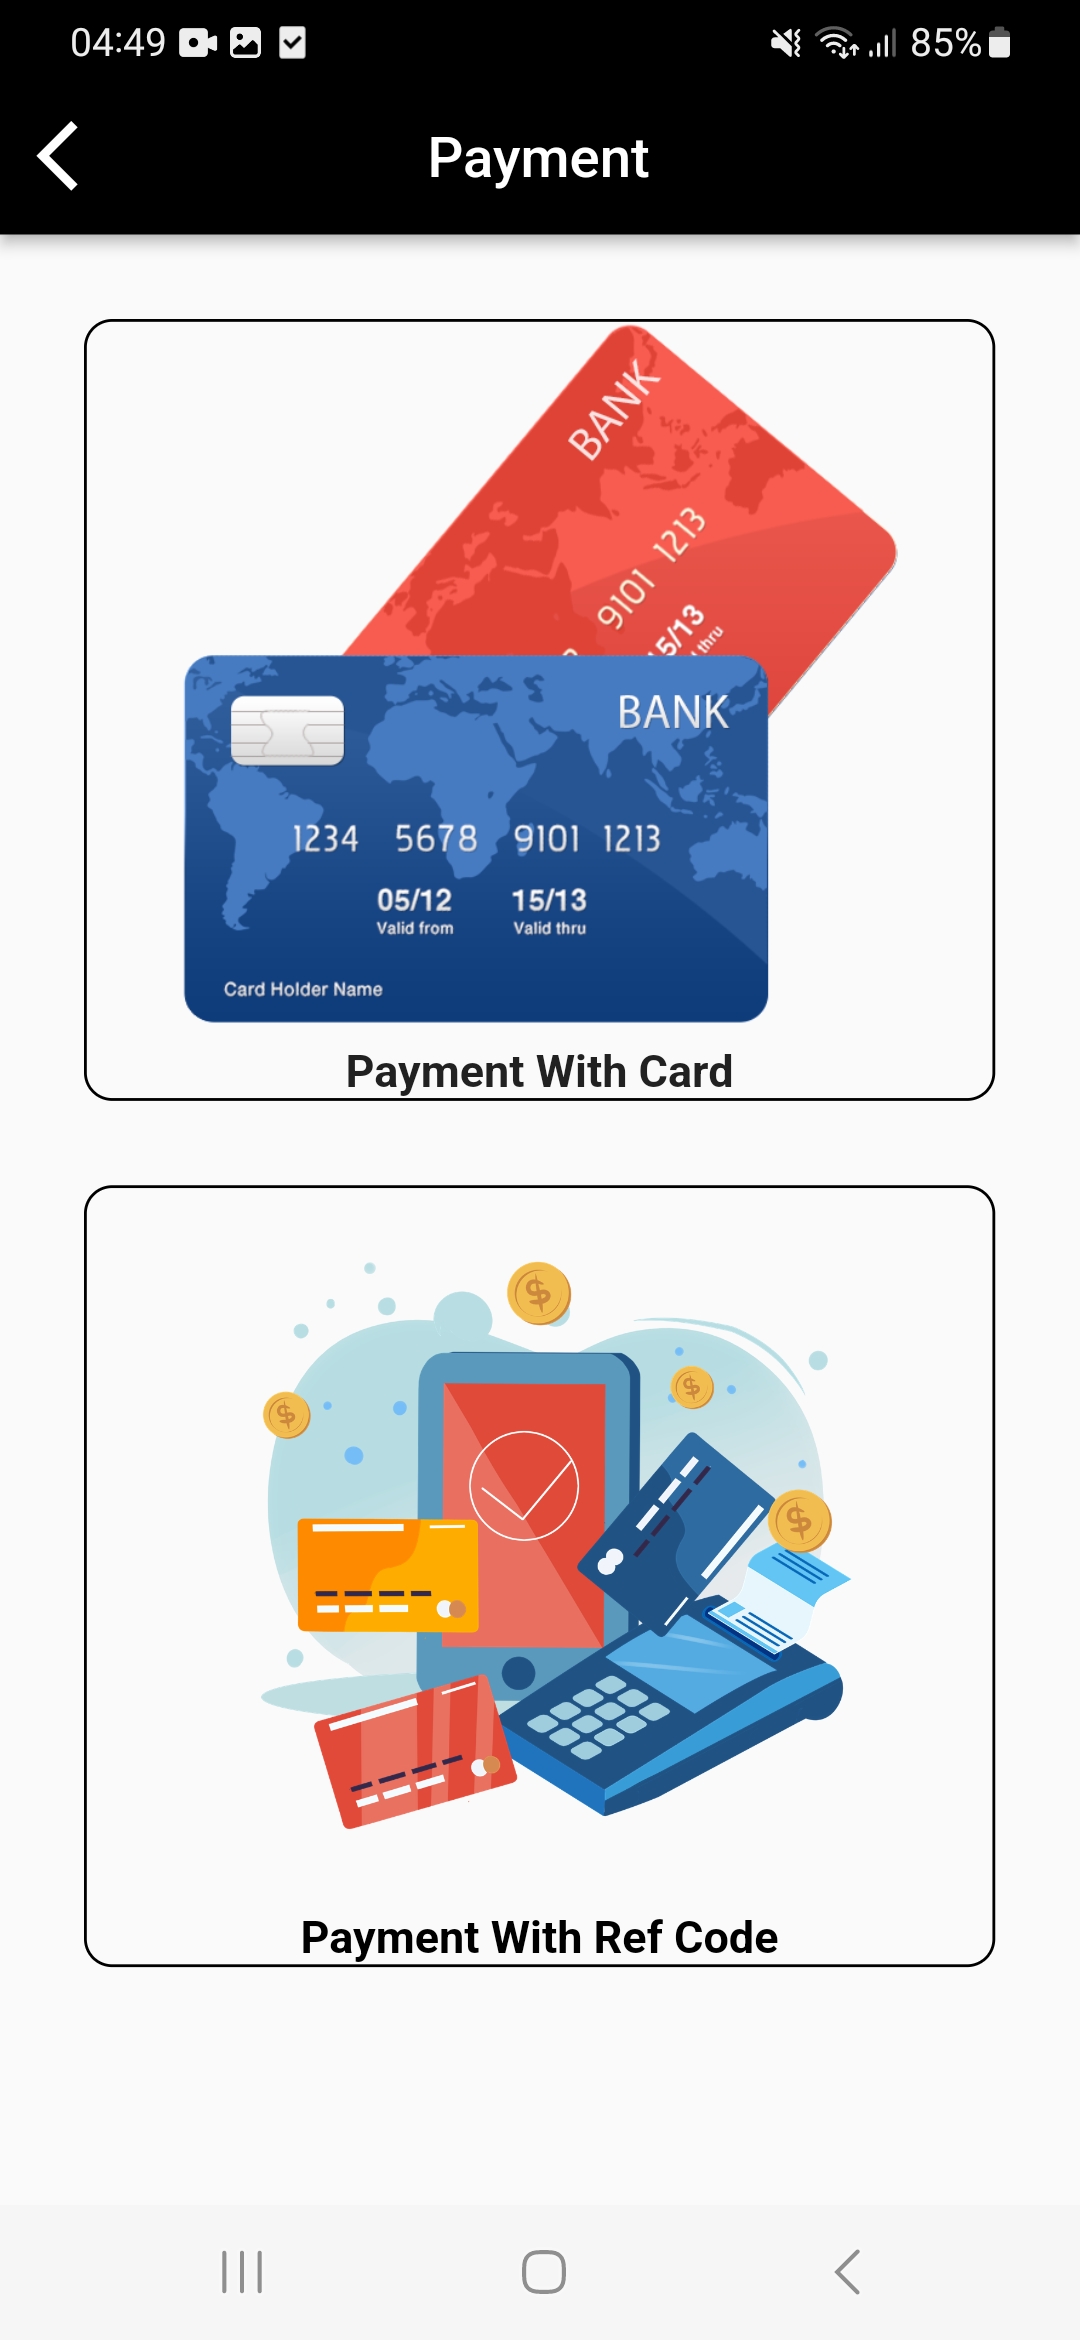 04:49 85%
Payment
BANK
9101 1213
15/13
thru
BANK
1234 5678 9101 1213
05/12 15/13
Valid from Valid thru
Card Holder Name
Payment With Card
Payment With Ref Code